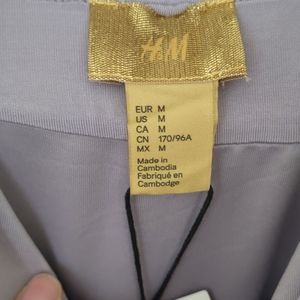 H&M
EUR M
US M
CA M
CN 170/96A
MX M
Made in
Cambodia
Fabriqué en
Cambodge